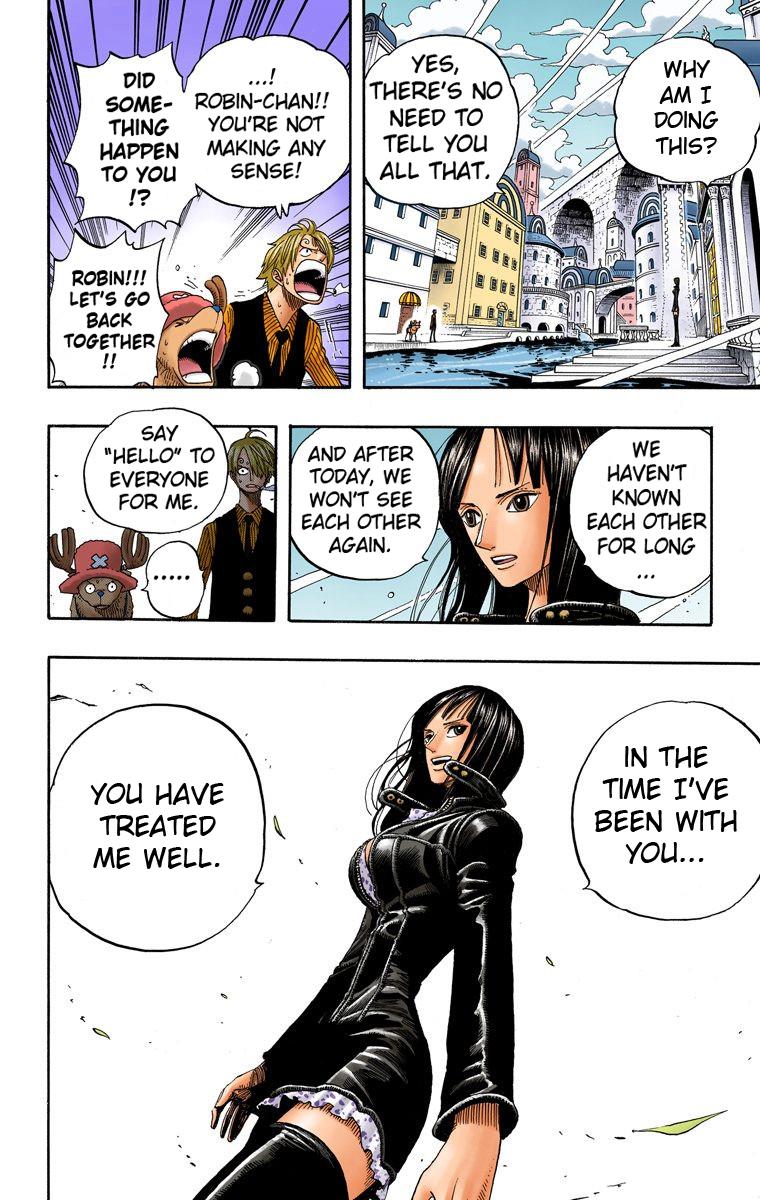 WHY
AM I
DOING
THIS?
YES,
THERE'S NO
NEED TO
TELL YOU
ALL THAT.
...!
ROBIN-CHAN!!
YOU'RE NOT
MAKING ANY
SENSE!
DID
SOME-
THING
HAPPEN
TO YOU
!?
ROBIN!!!
LET'S GO
BACK
TOGETHER
!!
WE
HAVEN'T
KNOWN
EACH OTHER
FOR LONG
...
AND AFTER
TODAY, WE
WON'T SEE
EACH OTHER
AGAIN.
SAY
"HELLO" TO
EVERYONE
FOR ME.
.....
IN THE
TIME I'VE
BEEN WITH
YOU...
YOU HAVE
TREATED
ME WELL.